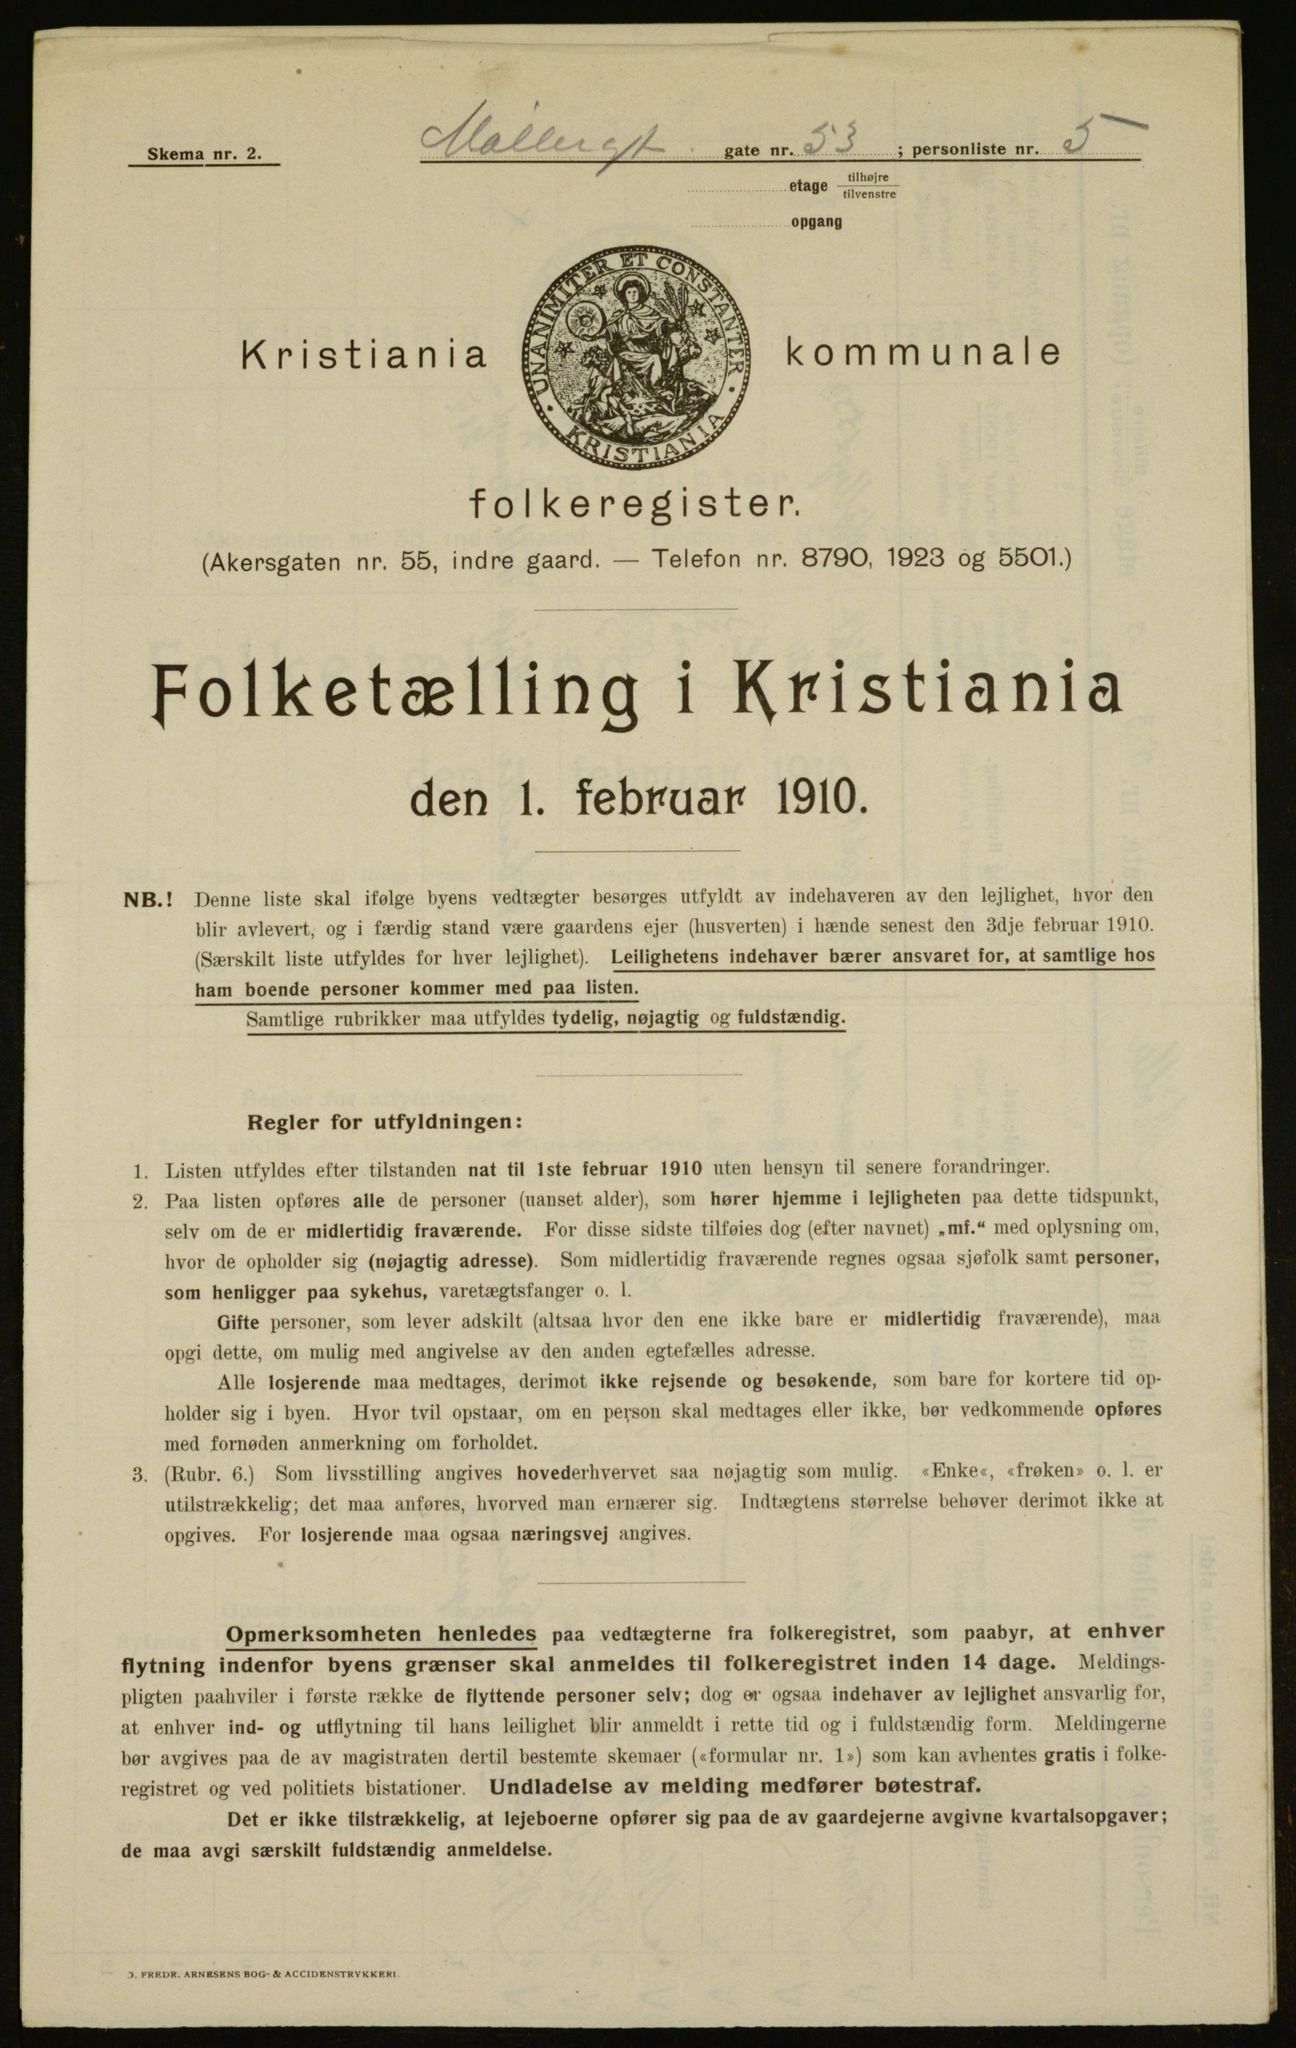 Skema nr. 2.
Møllergt. gate nr. 53 ; personliste nr. 5
etage tilhøjre
tilvenstre
opgang
UNANIMITER ET CONSTANTER
· KRISTIANIA ·
Kristiania kommunale
folkeregister.
(Akersgaten nr. 55, indre gaard. — Telefon nr. 8790, 1923 og 5501.)
Folketælling i Kristiania
den 1. februar 1910.
NB.! Denne liste skal ifølge byens vedtægter besørges utfyldt av indehaveren av den lejlighet, hvor den
blir avlevert, og i færdig stand være gaardens ejer (husverten) i hænde senest den 3dje februar 1910.
(Særskilt liste utfyldes for hver lejlighet). Leilighetens indehaver bærer ansvaret for, at samtlige hos
ham boende personer kommer med paa listen.
Samtlige rubrikker maa utfyldes tydelig, nøjagtig og fuldstændig.
Regler for utfyldningen:
1. Listen utfyldes efter tilstanden nat til 1ste februar 1910 uten hensyn til senere forandringer.
2. Paa listen opføres alle de personer (uanset alder), som hører hjemme i lejligheten paa dette tidspunkt,
selv om de er midlertidig fraværende. For disse sidste tilføies dog (efter navnet) „mf.“ med oplysning om,
hvor de opholder sig (nøjagtig adresse). Som midlertidig fraværende regnes ogsaa sjøfolk samt personer,
som henligger paa sykehus, varetægtsfanger o. l.
Gifte personer, som lever adskilt (altsaa hvor den ene ikke bare er midlertidig fraværende), maa
opgi dette, om mulig med angivelse av den anden egtefælles adresse.
Alle losjerende maa medtages, derimot ikke rejsende og besøkende, som bare for kortere tid op-
holder sig i byen. Hvor tvil opstaar, om en person skal medtages eller ikke, bør vedkommende opføres
med fornøden anmerkning om forholdet.
3. (Rubr. 6.) Som livsstilling angives hovederhvervet saa nøjagtig som mulig. «Enke«, «frøken» o. l. er
utilstrækkelig; det maa anføres, hvorved man ernærer sig. Indtægtens størrelse behøver derimot ikke at
opgives. For losjerende maa ogsaa næringsvej angives.
Opmerksomheten henledes paa vedtægterne fra folkeregistret, som paabyr, at enhver
flytning indenfor byens grænser skal anmeldes til folkeregistret inden 14 dage. Meldings-
pligten paahviler i første række de flyttende personer selv; dog er ogsaa indehaver av lejlighet ansvarlig for,
at enhver ind- og utflytning til hans leilighet blir anmeldt i rette tid og i fuldstændig form. Meldingerne
bør avgives paa de av magistraten dertil bestemte skemaer («formular nr. 1») som kan avhentes gratis i folke-
registret og ved politiets bistationer. Undladelse av melding medfører bøtestraf.
Det er ikke tilstrækkelig, at lejeboerne opfører sig paa de av gaardejerne avgivne kvartalsopgaver;
de maa avgi særskilt fuldstændig anmeldelse.
J. FREDR. ARNESENS BOG- & ACCIDENSTRYKKERI.